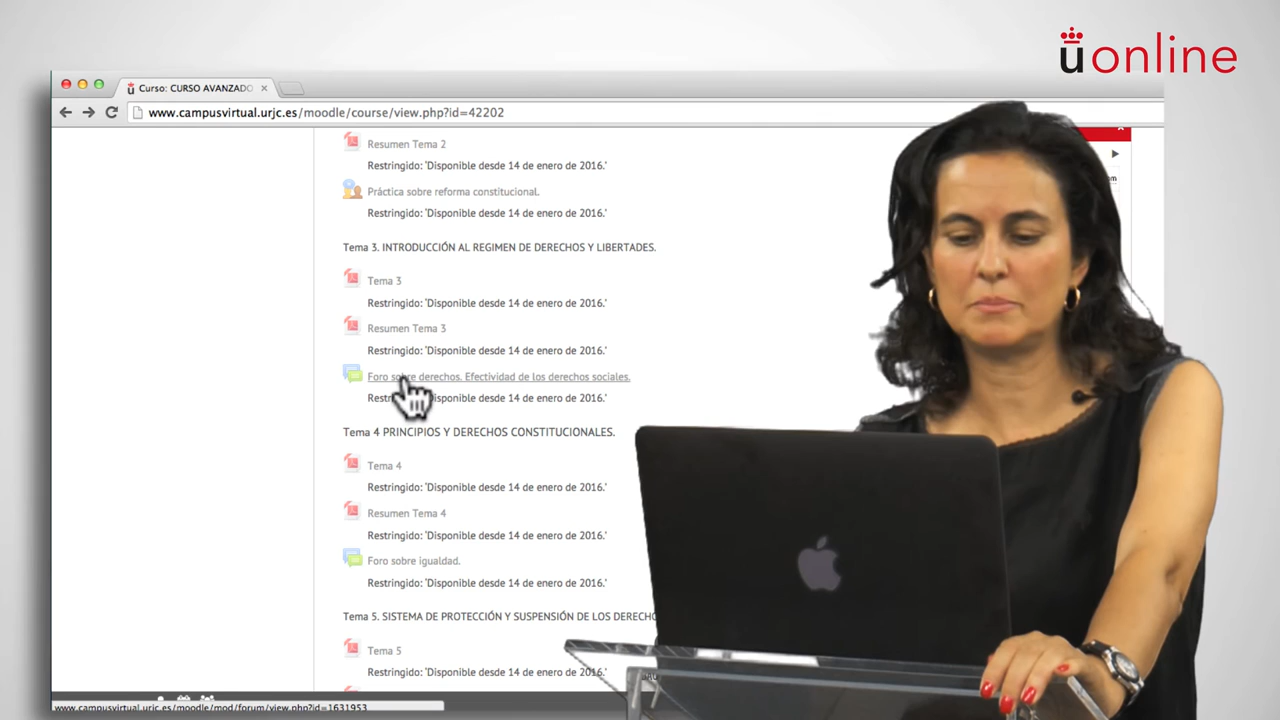 üonline
Curso: CURSO AVANZADO
www.campusvirtual.urjc.es/moodle/course/view.php?id=42202
Resumen Tema 2
Restringido: 'Disponible desde 14 de enero de 2016.'
Práctica sobre reforma constitucional.
Restringido: 'Disponible desde 14 de enero de 2016.'
Tema 3. INTRODUCCIÓN AL REGIMEN DE DERECHOS Y LIBERTADES.
Tema 3
Restringido: 'Disponible desde 14 de enero de 2016.'
Resumen Tema 3
Restringido: 'Disponible desde 14 de enero de 2016.'
Foro sobre derechos. Efectividad de los derechos sociales.
Restr isponible desde 14 de enero de 2016.'
Tema 4 PRINCIPIOS Y DERECHOS CONSTITUCIONALES.
Tema 4
Restringido: 'Disponible desde 14 de enero de 2016.'
Resumen Tema 4
Restringido: 'Disponible desde 14 de enero de 2016.'
Foro sobre igualdad.
Restringido: 'Disponible desde 14 de enero de 2016.'
Tema 5. SISTEMA DE PROTECCIÓN Y SUSPENSIÓN DE LOS DERECHO
Tema 5
Restringido: 'Disponible desde 14 de enero de 2016.'
www.campusvirtual.urjc.es/moodle/mod/forum/view.php?id=1631953